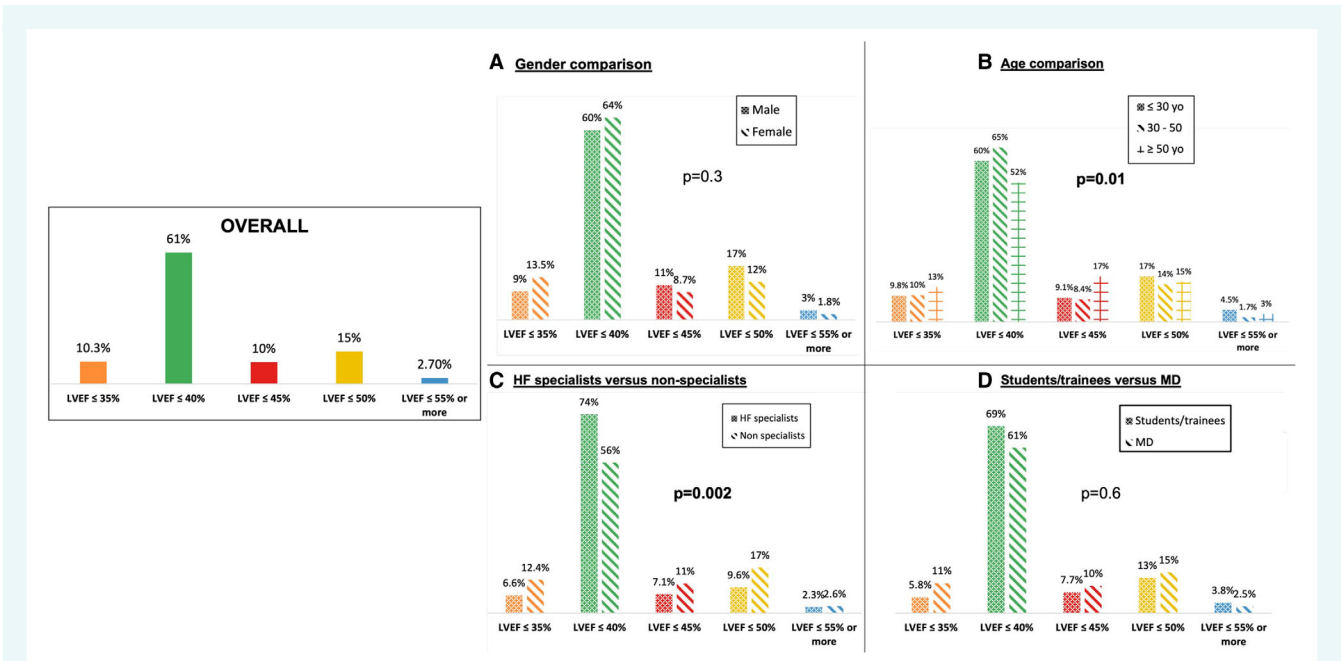 OVERALL
61%
10.3%
10%
15%
2.70%
LVEF ≤ 35%
LVEF ≤ 40%
LVEF ≤ 45%
LVEF ≤ 50%
LVEF ≤ 55% or
more
A Gender comparison
Male
Female
p=0.3
9%
13.5%
60%
64%
11%
8.7%
17%
12%
3%
1.8%
LVEF ≤ 35%
LVEF ≤ 40%
LVEF ≤ 45%
LVEF ≤ 50%
LVEF ≤ 55% or
more
B Age comparison
≤ 30 yo
30 - 50
≥ 50 yo
p=0.01
9.8%
10%
13%
60%
65%
52%
9.1%
8.4%
17%
17%
14%
15%
4.5%
1.7%
3%
LVEF ≤ 35%
LVEF ≤ 40%
LVEF ≤ 45%
LVEF ≤ 50%
LVEF ≤ 55% or
more
C HF specialists versus non-specialists
HF specialists
Non specialists
p=0.002
6.6%
12.4%
74%
56%
7.1%
11%
9.6%
17%
2.3%
2.6%
LVEF ≤ 35%
LVEF ≤ 40%
LVEF ≤ 45%
LVEF ≤ 50%
LVEF ≤ 55% or
more
D Students/trainees versus MD
Students/trainees
MD
p=0.6
5.8%
11%
69%
61%
7.7%
10%
13%
15%
3.8%
2.5%
LVEF ≤ 35%
LVEF ≤ 40%
LVEF ≤ 45%
LVEF ≤ 50%
LVEF ≤ 55% or
more